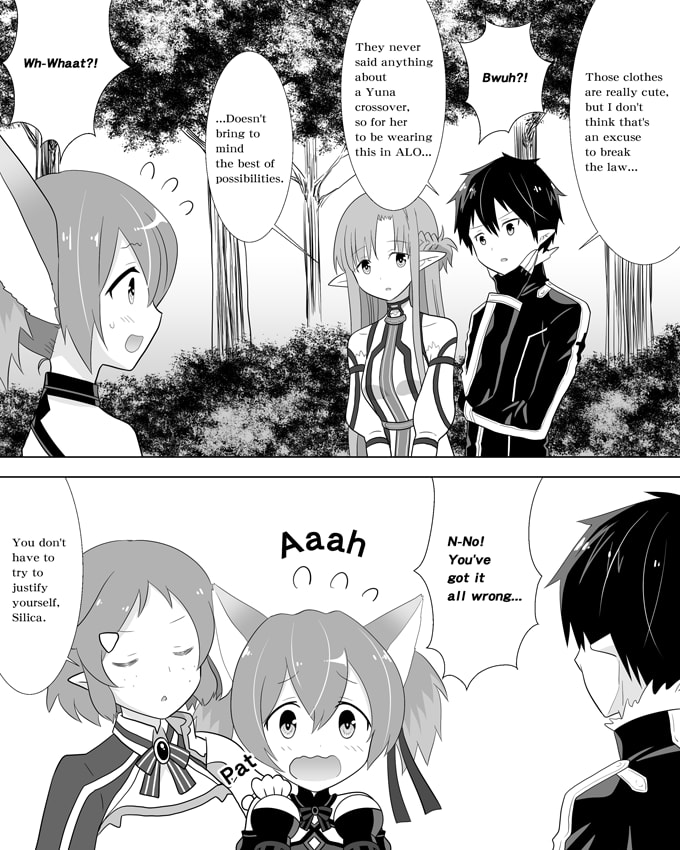 Those clothes
are really cute,
but I don't
think that's
an excuse
to break
the law...
Bwuh?!
They never
said anything
about
a Yuna
crossover,
so for her
to be wearing
this in ALO...
...Doesn't
bring to
mind
the best of
possibilities.
Wh-Whaat?!
N-No!
You've
got it
all wrong...
Aaah
Pat
You don't
have to
try to
justify
yourself,
Silica.